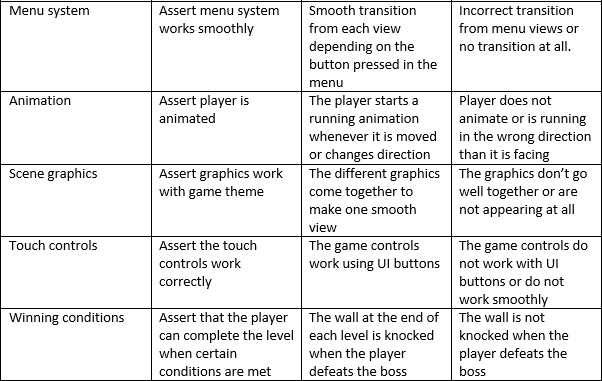 Menu system
Assert menu system
works smoothly
Smooth transition
from each view
depending on the
button pressed in the
menu
Incorrect transition
from menu views or
no transition at all.
Animation
Assert player is
animated
The player starts a
running animation
whenever it is moved
or changes direction
Player does not
animate or is running
in the wrong direction
than it is facing
Scene graphics
Assert graphics work
with game theme
The different graphics
come together to
make one smooth
view
The graphics don’t go
well together or are
not appearing at all
Touch controls
Assert the touch
controls work
correctly
The game controls
work using UI buttons
The game controls do
not work with UI
buttons or do not
work smoothly
Winning conditions
Assert that the player
can complete the level
when certain
conditions are met
The wall at the end of
each level is knocked
when the player
defeats the boss
The wall is not
knocked when the
player defeats the
boss